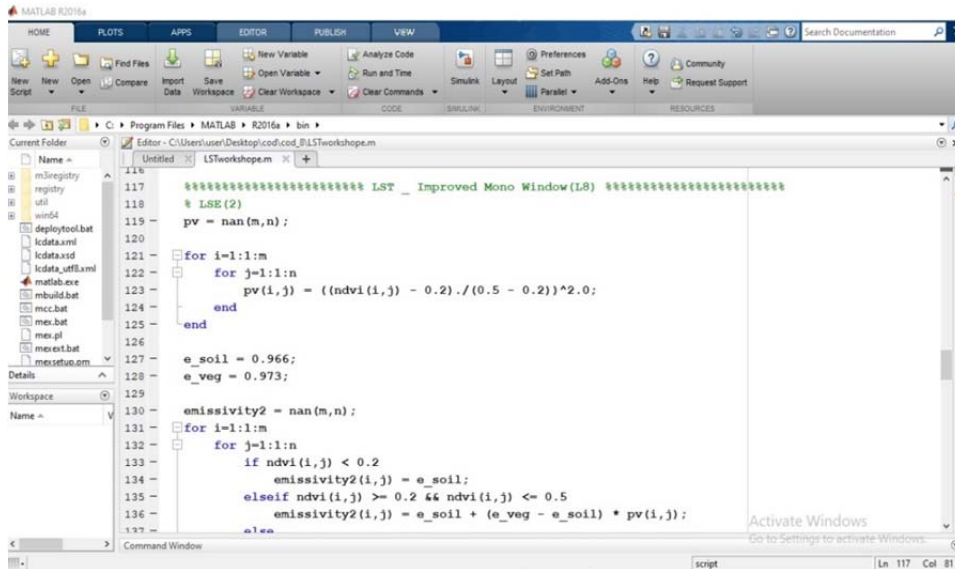 MATLAB R2016a
HOME PLOTS APPS EDITOR PUBLISH VIEW
Search Documentation
New Script
New
Open
Find Files
Compare
Import Data
Save Workspace
New Variable
Open Variable
Clear Workspace
Analyze Code
Run and Time
Clear Commands
Simulink
Layout
Preferences
Set Path
Parallel
Add-Ons
Help
Community
Request Support
FILE VARIABLE CODE SIMULINK ENVIRONMENT RESOURCES
C: Program Files MATLAB R2016a bin
Current Folder
Name
m3iregistry
registry
util
win64
deploytool.bat
lcdata.xml
lcdata.xsd
lcdata_utf8.xml
matlab.exe
mbuild.bat
mcc.bat
mex.bat
mex.pl
mexext.bat
mexsetup.pm
Details
Workspace
Name V
Editor - C:\Users\user\Desktop\cod\cod_8\LSTworkshope.m
Untitled LSTworkshope.m
116
117 %%%%%%%%%%%%%%%%%%%%%%%% LST _ Improved Mono Window(L8) %%%%%%%%%%%%%%%%%%%%%%%%
118 % LSE(2)
119 pv = nan(m,n);
120
121 for i=1:1:m
122 for j=1:1:n
123 pv(i,j) = ((ndvi(i,j) - 0.2)./(0.5 - 0.2))^2.0;
124 end
125 end
126
127 e_soil = 0.966;
128 e_veg = 0.973;
129
130 emissivity2 = nan(m,n);
131 for i=1:1:m
132 for j=1:1:n
133 if ndvi(i,j) < 0.2
134 emissivity2(i,j) = e_soil;
135 elseif ndvi(i,j) >= 0.2 && ndvi(i,j) <= 0.5
136 emissivity2(i,j) = e_soil + (e_veg - e_soil) * pv(i,j);
137 else
Activate Windows
Go to Settings to activate Windows.
Command Window
script Ln 117 Col 81